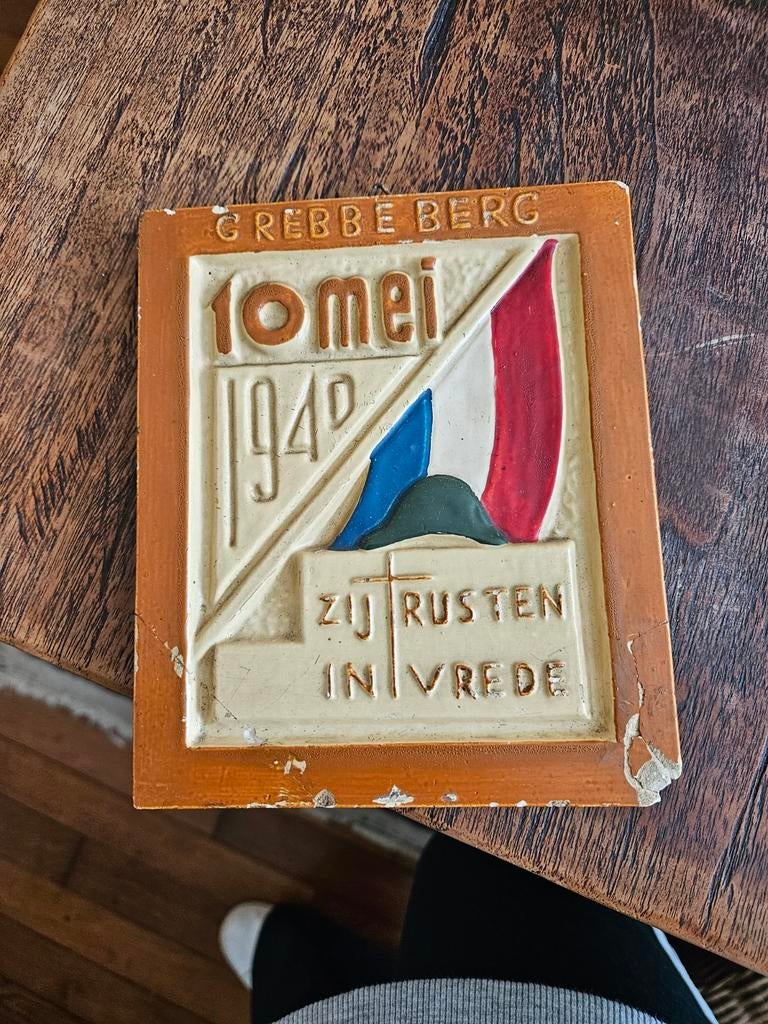 GREBBE BERG
10 mei
1940
ZIJ RUSTEN
IN VREDE